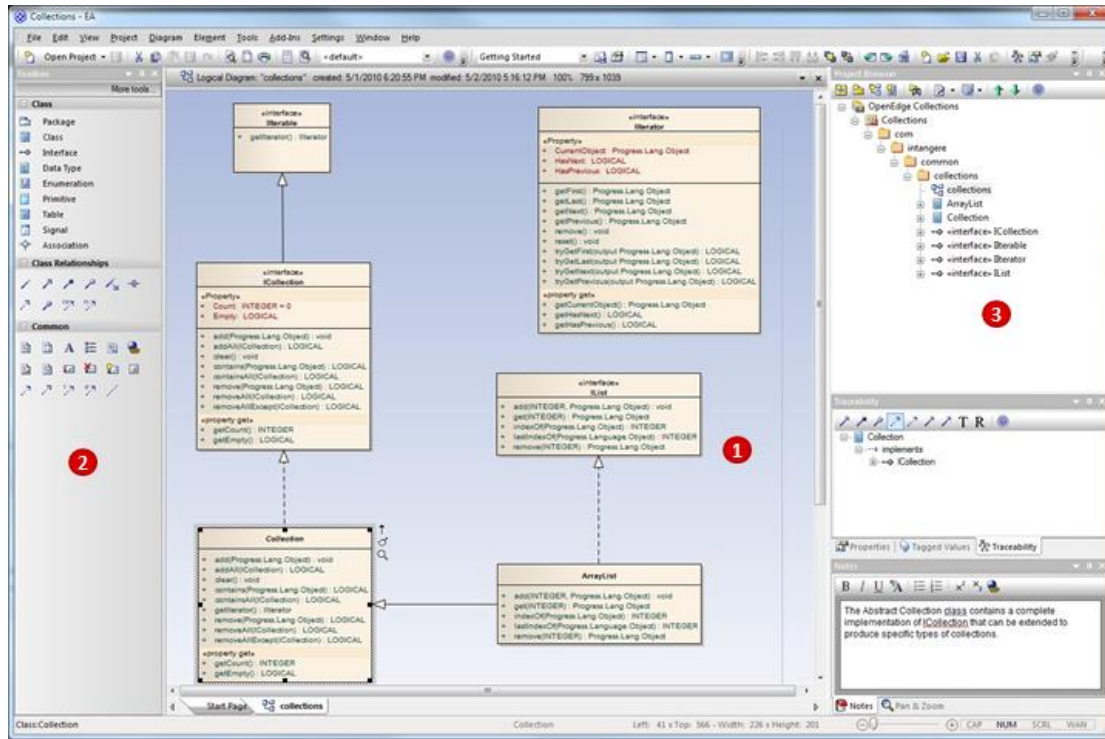 Collections - EA
File Edit View Project Diagram Element Tools Add-Ins Settings Window Help
Open Project
<default>
Getting Started
Toolbox
More tools...
Class
Package
Class
Interface
Data Type
Enumeration
Primitive
Table
Signal
Association
Class Relationships
Common
2
Logical Diagram: "collections" created: 5/1/2010 6:20:55 PM modified: 5/2/2010 5:16:12 PM 100% 799 x 1039
«interface»
IIterable
+ getIterator() : IIterator
«interface»
IIterator
«Property»
+ CurrentObject: Progress.Lang.Object
+ HasNext: LOGICAL
+ HasPrevious: LOGICAL
+ getFirst() : Progress.Lang.Object
+ getLast() : Progress.Lang.Object
+ getNext() : Progress.Lang.Object
+ getPrevious() : Progress.Lang.Object
+ remove() : void
+ reset() : void
+ tryGetFirst(output Progress.Lang.Object) : LOGICAL
+ tryGetLast(output Progress.Lang.Object) : LOGICAL
+ tryGetNext(output Progress.Lang.Object) : LOGICAL
+ tryGetPrevious(output Progress.Lang.Object) : LOGICAL
«property get»
+ getCurrentObject() : Progress.Lang.Object
+ getHasNext() : LOGICAL
+ getHasPrevious() : LOGICAL
«interface»
ICollection
«Property»
+ Count: INTEGER = 0
+ Empty: LOGICAL
+ add(Progress.Lang.Object) : void
+ addAll(ICollection) : LOGICAL
+ clear() : void
+ contains(Progress.Lang.Object) : LOGICAL
+ containsAll(ICollection) : LOGICAL
+ remove(Progress.Lang.Object) : LOGICAL
+ removeAll(ICollection) : LOGICAL
+ removeAllExcept(ICollection) : LOGICAL
«property get»
+ getCount() : INTEGER
+ getEmpty() : LOGICAL
«interface»
IList
+ add(INTEGER, Progress.Lang.Object) : void
+ get(INTEGER) : Progress.Lang.Object
+ indexOf(Progress.Lang.Object) : INTEGER
+ lastIndexOf(Progress.Language.Object) : INTEGER
+ remove(INTEGER) : Progress.Lang.Object
1
Collection
+ add(Progress.Lang.Object) : void
+ addAll(ICollection) : LOGICAL
+ clear() : void
+ contains(Progress.Lang.Object) : LOGICAL
+ containsAll(ICollection) : LOGICAL
+ getIterator() : IIterator
+ remove(Progress.Lang.Object) : LOGICAL
+ removeAll(ICollection) : LOGICAL
+ removeAllExcept(ICollection) : LOGICAL
«property get»
+ getCount() : INTEGER
+ getEmpty() : LOGICAL
ArrayList
+ add(INTEGER, Progress.Lang.Object) : void
+ get(INTEGER) : Progress.Lang.Object
+ indexOf(Progress.Lang.Object) : INTEGER
+ lastIndexOf(Progress.Language.Object) : INTEGER
+ remove(INTEGER) : Progress.Lang.Object
Start Page collections
Project Browser
OpenEdge Collections
Collections
com
intangere
common
collections
collections
ArrayList
Collection
«interface» ICollection
«interface» IIterable
«interface» IIterator
«interface» IList
3
Traceability
T R
Collection
implements
ICollection
Properties Tagged Values Traceability
Notes
B I U A
The Abstract Collection class contains a complete
implementation of ICollection that can be extended to
produce specific types of collections.
Notes Pan & Zoom
Class:Collection Collection Left: 41 x Top: 566 - Width: 226 x Height: 201 CAP NUM SCRL WAN